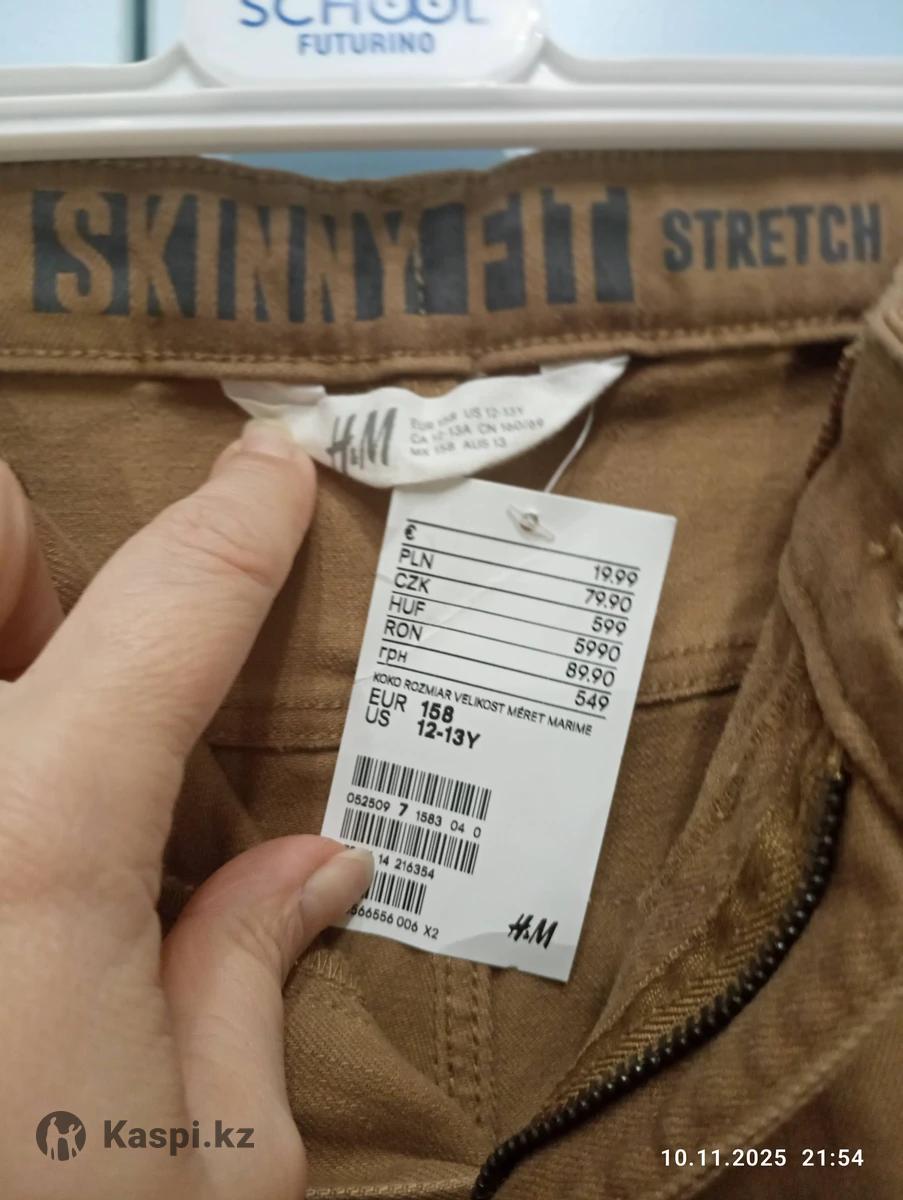 SCHOOL
FUTURINO
SKINNY FIT STRETCH
H&M
EUR 158 US 12-13Y
CA 12-13A CN 160/69
MX 158 AUS 13
€ 19.99
PLN 79.90
CZK 599
HUF 5990
RON 89.90
грн 549
KOKO ROZMIAR VELIKOST MÉRET MARIME
EUR 158
US 12-13Y
052509 7 1583 04 0
14 216354
566556 006 X2
H&M
Kaspi.kz
10.11.2025 21:54